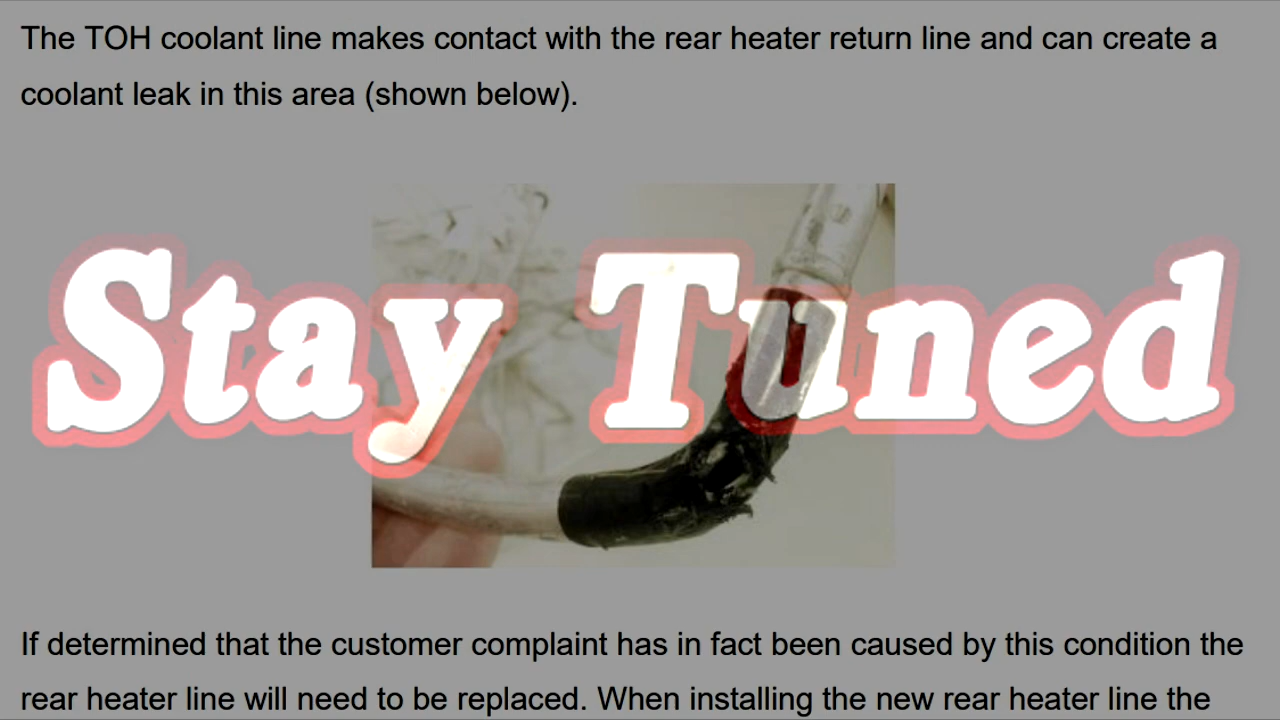 The TOH coolant line makes contact with the rear heater return line and can create a
coolant leak in this area (shown below).
Stay Tuned
If determined that the customer complaint has in fact been caused by this condition the
rear heater line will need to be replaced. When installing the new rear heater line the